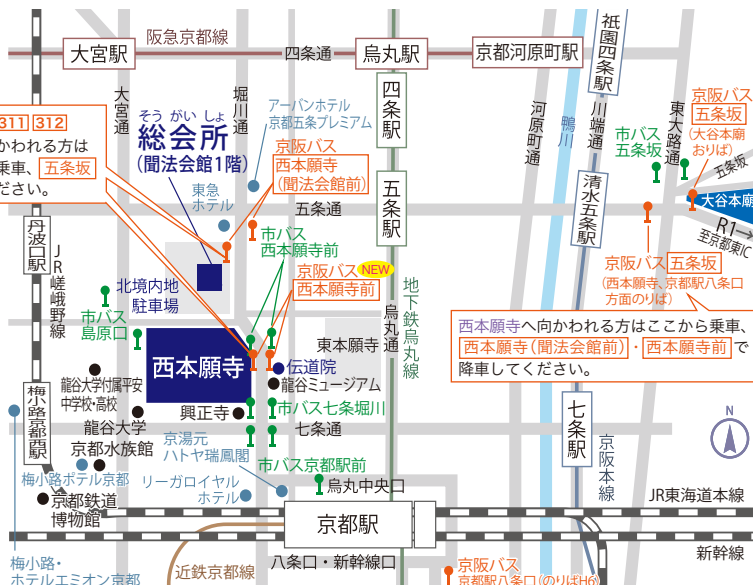 阪急京都線
大宮駅
四条通
烏丸駅
京都河原町駅
祇園四条駅
大宮通
堀川通
四条駅
河原町通
鴨川
川端通
東大路通
311 312
かわれる方は
乗車、五条坂
ださい。
そうがいしょ
総会所
(聞法会館1階)
アーバンホテル
京都五条プレミアム
京阪バス
西本願寺
(聞法会館前)
東急
ホテル
五条通
五条駅
清水五条駅
市バス
五条坂
京阪バス
五条坂
(大谷本廟
おりば)
五条坂
大谷本廟
R1→
至京都東IC
京阪バス 五条坂
(西本願寺、京都駅八条口
方面のりば)
丹波口駅
JR嵯峨野線
市バス
西本願寺前
京阪バス NEW
西本願寺前
北境内地
駐車場
市バス
島原口
地下鉄烏丸線
烏丸通
西本願寺
東本願寺
伝道院
龍谷ミュージアム
西本願寺へ向かわれる方はここから乗車、
西本願寺(聞法会館前)・西本願寺前で
降車してください。
龍谷大学付属平安
中学校・高校
龍谷大学
興正寺
市バス七条堀川
七条通
七条駅
京阪本線
N
梅小路京都西駅
京都水族館
梅小路ポテル京都
京都鉄道
博物館
京湯元
ハトヤ瑞鳳閣
リーガロイヤル
ホテル
市バス京都駅前
烏丸中央口
京都駅
JR東海道本線
新幹線
八条口・新幹線口
近鉄京都線
梅小路・
ホテルエミオン京都
京阪バス
京都駅八条口(のりばH6)